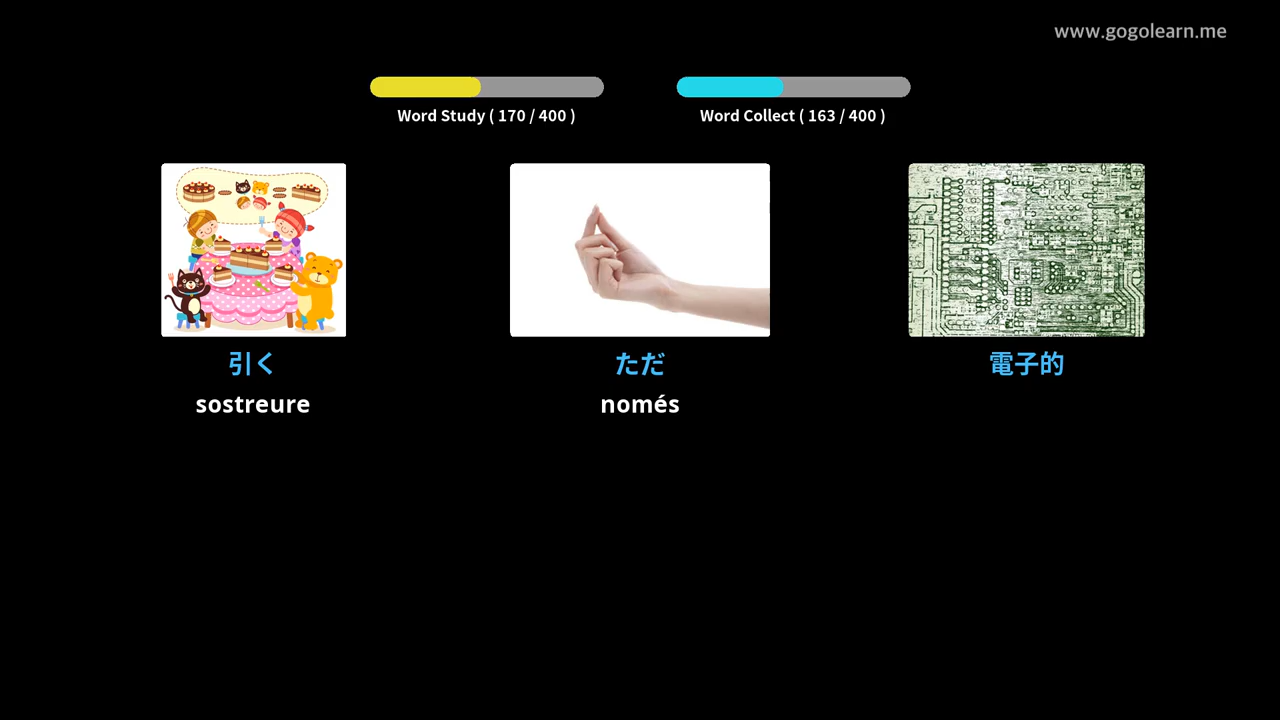 www.gogolearn.me
Word Study ( 170 / 400 )
Word Collect ( 163 / 400 )
引く
ただ
電子的
sostreure
només